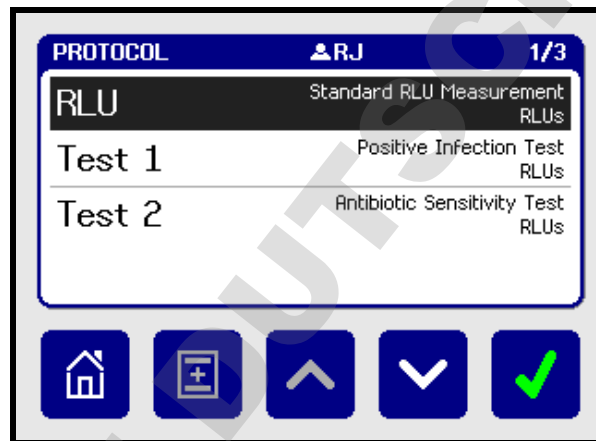 PROTOCOL RJ 1/3
RLU Standard RLU Measurement
RLUs
Test 1 Positive Infection Test
RLUs
Test 2 Antibiotic Sensitivity Test
RLUs
DUTSC